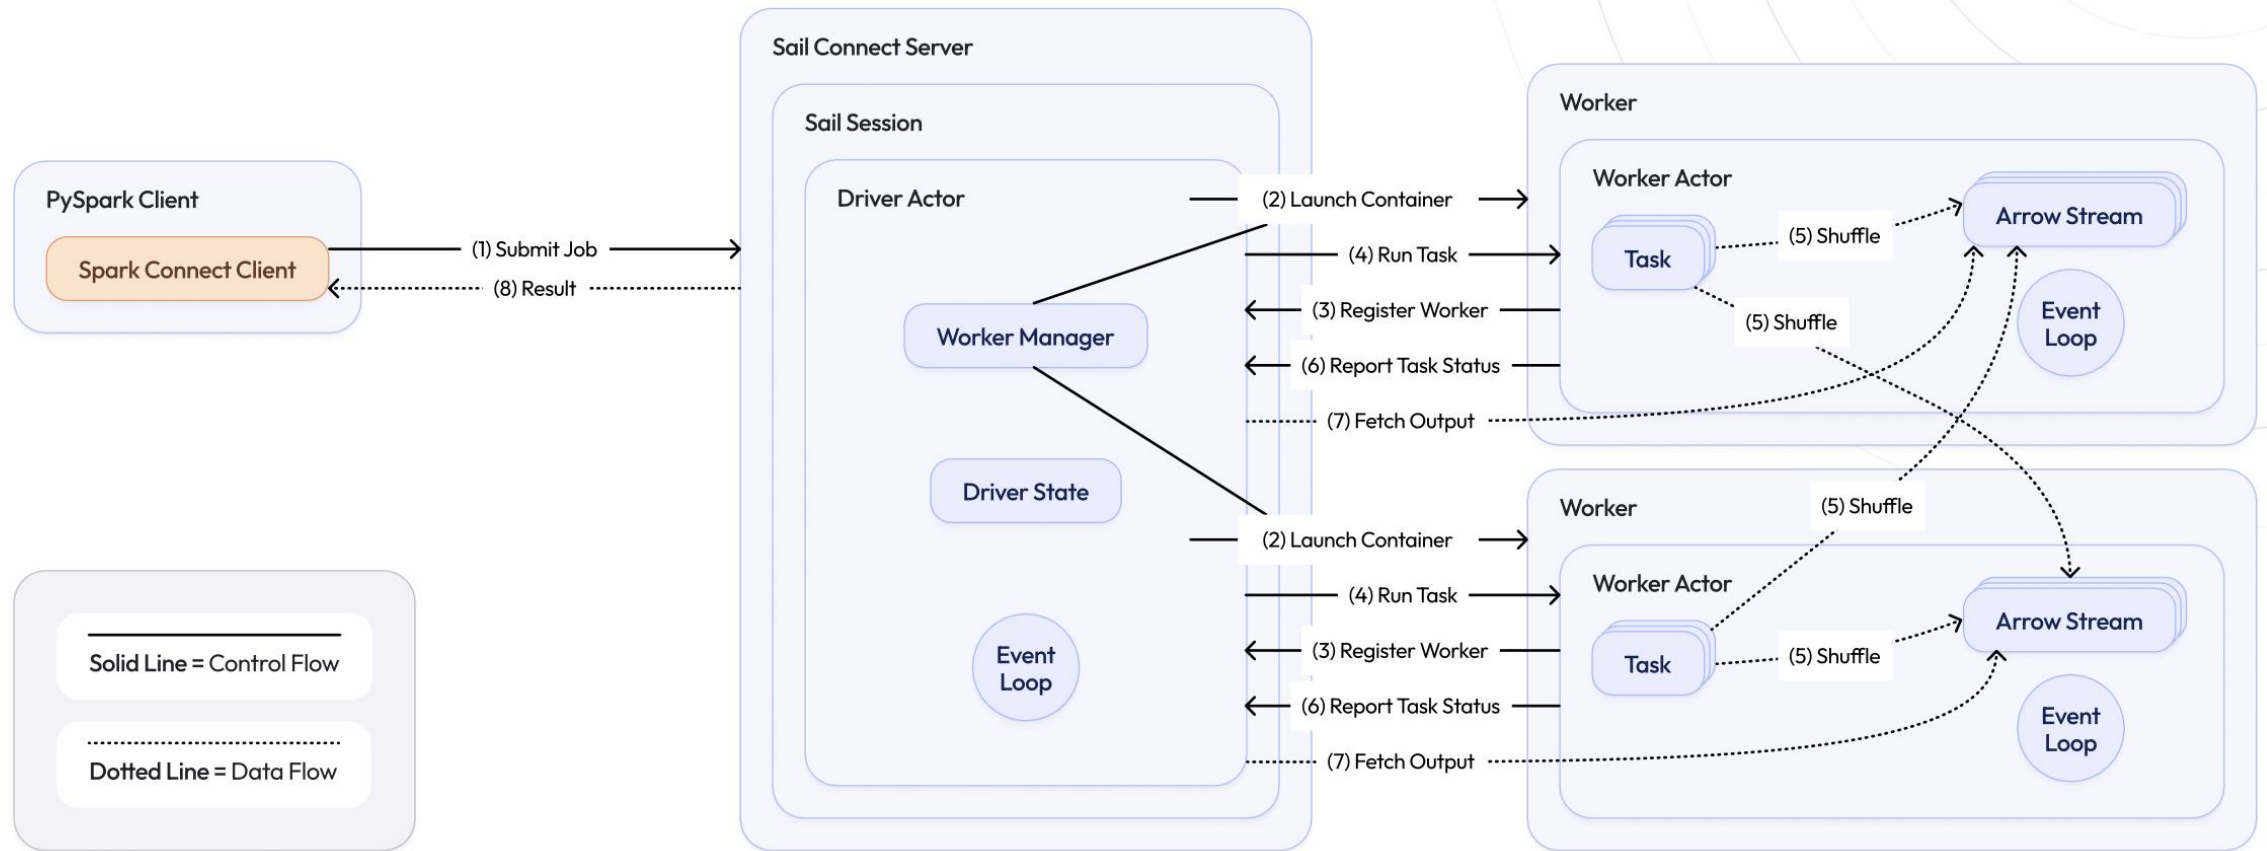 PySpark Client
Spark Connect Client
(1) Submit Job
(8) Result
Solid Line = Control Flow
Dotted Line = Data Flow
Sail Connect Server
Sail Session
Driver Actor
Worker Manager
Driver State
Event
Loop
(2) Launch Container
(4) Run Task
(3) Register Worker
(6) Report Task Status
(7) Fetch Output
(2) Launch Container
(4) Run Task
(3) Register Worker
(6) Report Task Status
(7) Fetch Output
Worker
Worker Actor
Task
(5) Shuffle
(5) Shuffle
Arrow Stream
Event
Loop
(5) Shuffle
Worker
Worker Actor
Task
(5) Shuffle
Arrow Stream
Event
Loop